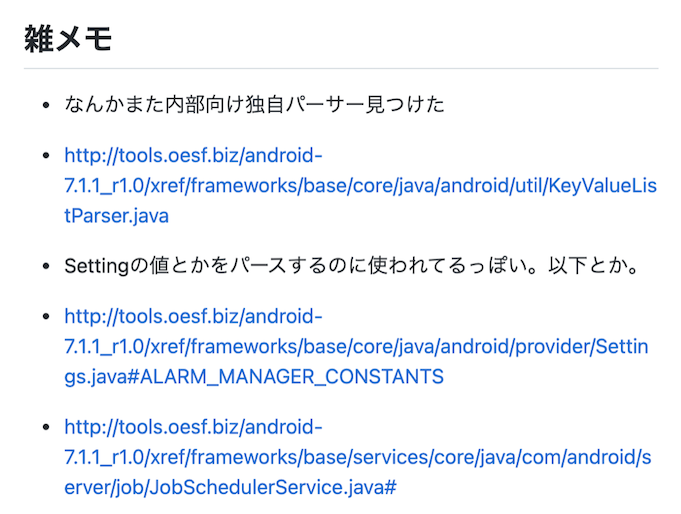 雑メモ
なんかまた内部向け独自パーサー見つけた
http://tools.oesf.biz/android-
7.1.1_r1.0/xref/frameworks/base/core/java/android/util/KeyValueLis
tParser.java
Settingの値とかをパースするのに使われてるっぽい。以下とか。
http://tools.oesf.biz/android-
7.1.1_r1.0/xref/frameworks/base/core/java/android/provider/Settin
gs.java#ALARM_MANAGER_CONSTANTS
http://tools.oesf.biz/android-
7.1.1_r1.0/xref/frameworks/base/services/core/java/com/android/s
erver/job/JobSchedulerService.java#